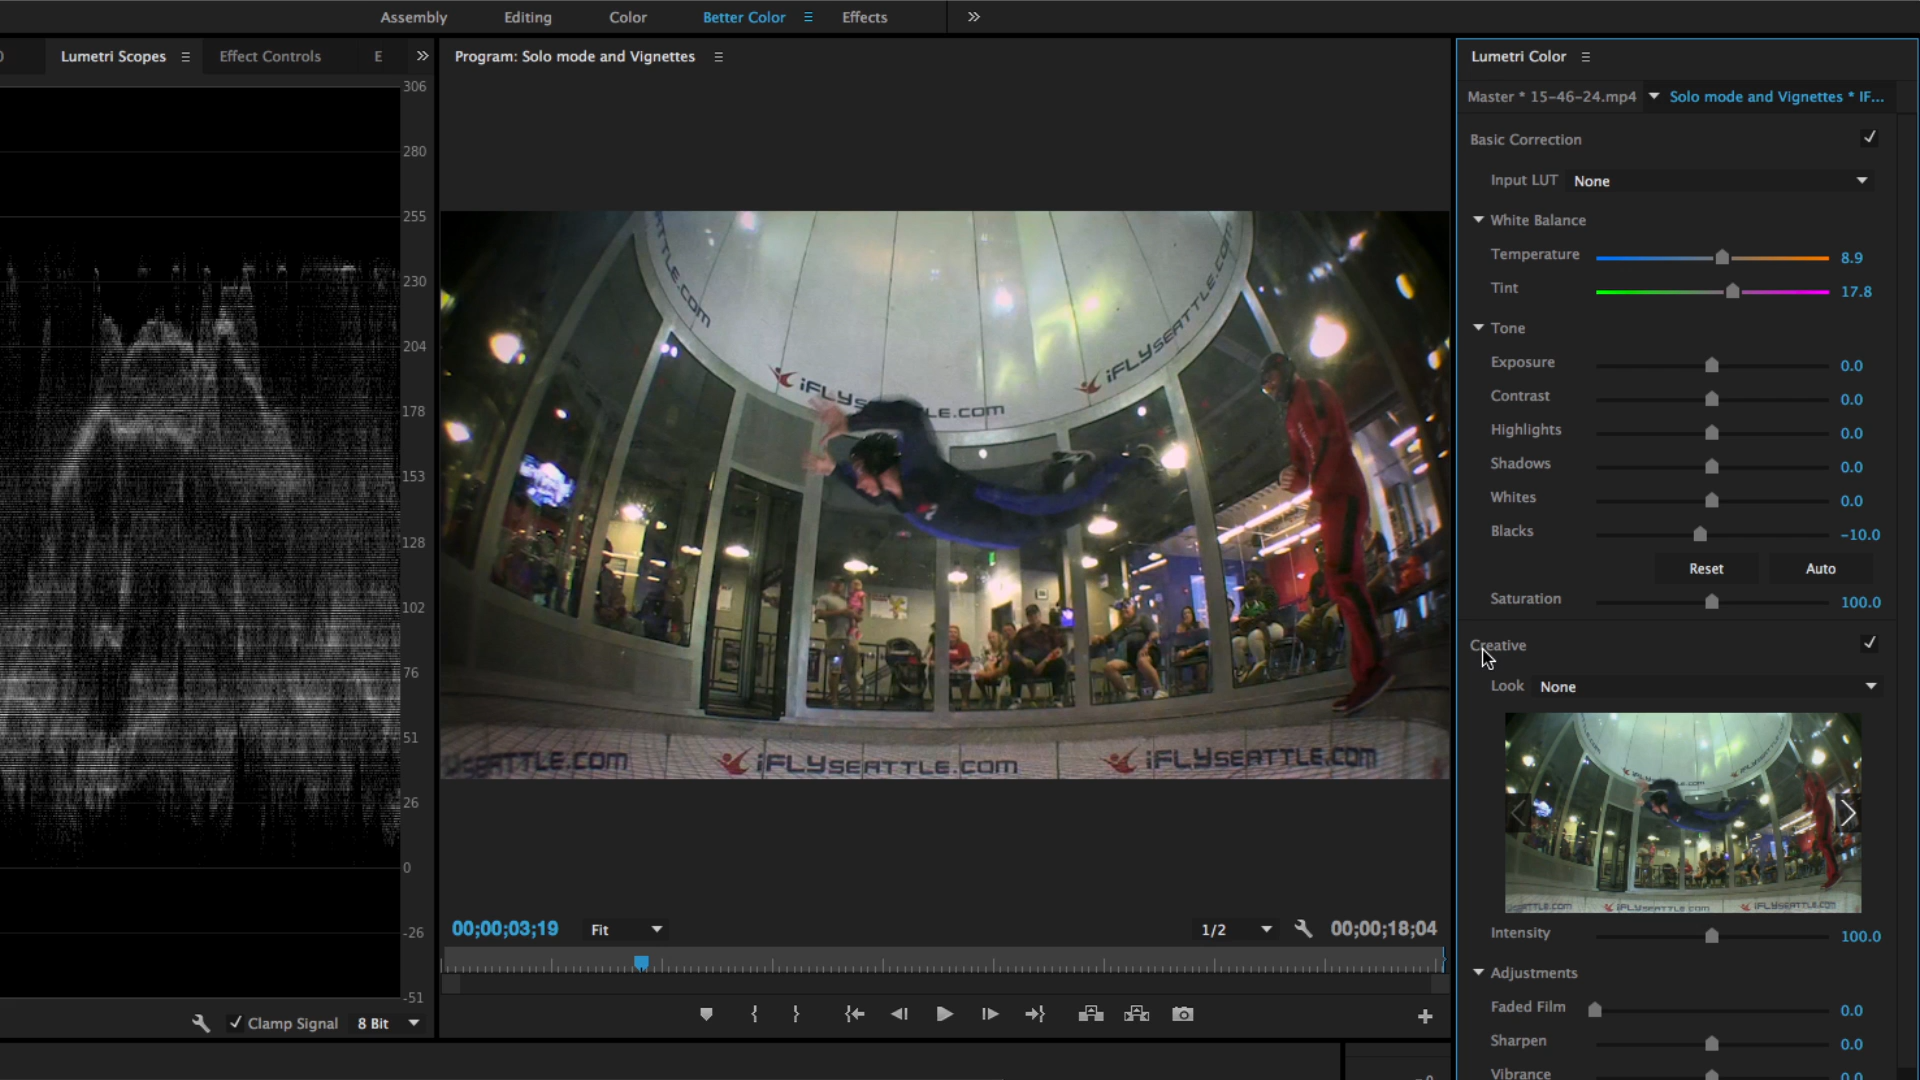 Assembly
Editing
Color
Better Color
Effects
Lumetri Scopes
Effect Controls
E
306
280
255
230
204
178
153
128
102
76
51
26
0
-26
-51
Clamp Signal
8 Bit
Program: Solo mode and Vignettes
iFLYSEATTLE.COM
iFLYSEATTLE.COM
iFLYSEATTLE.COM
00;00;03;19
Fit
1/2
00;00;18;04
Lumetri Color
Master * 15-46-24.mp4
Solo mode and Vignettes * IF...
Basic Correction
Input LUT None
White Balance
Temperature 8.9
Tint 17.8
Tone
Exposure 0.0
Contrast 0.0
Highlights 0.0
Shadows 0.0
Whites 0.0
Blacks -10.0
Reset Auto
Saturation 100.0
Creative
Look None
Intensity 100.0
Adjustments
Faded Film 0.0
Sharpen 0.0
Vibrance 0.0